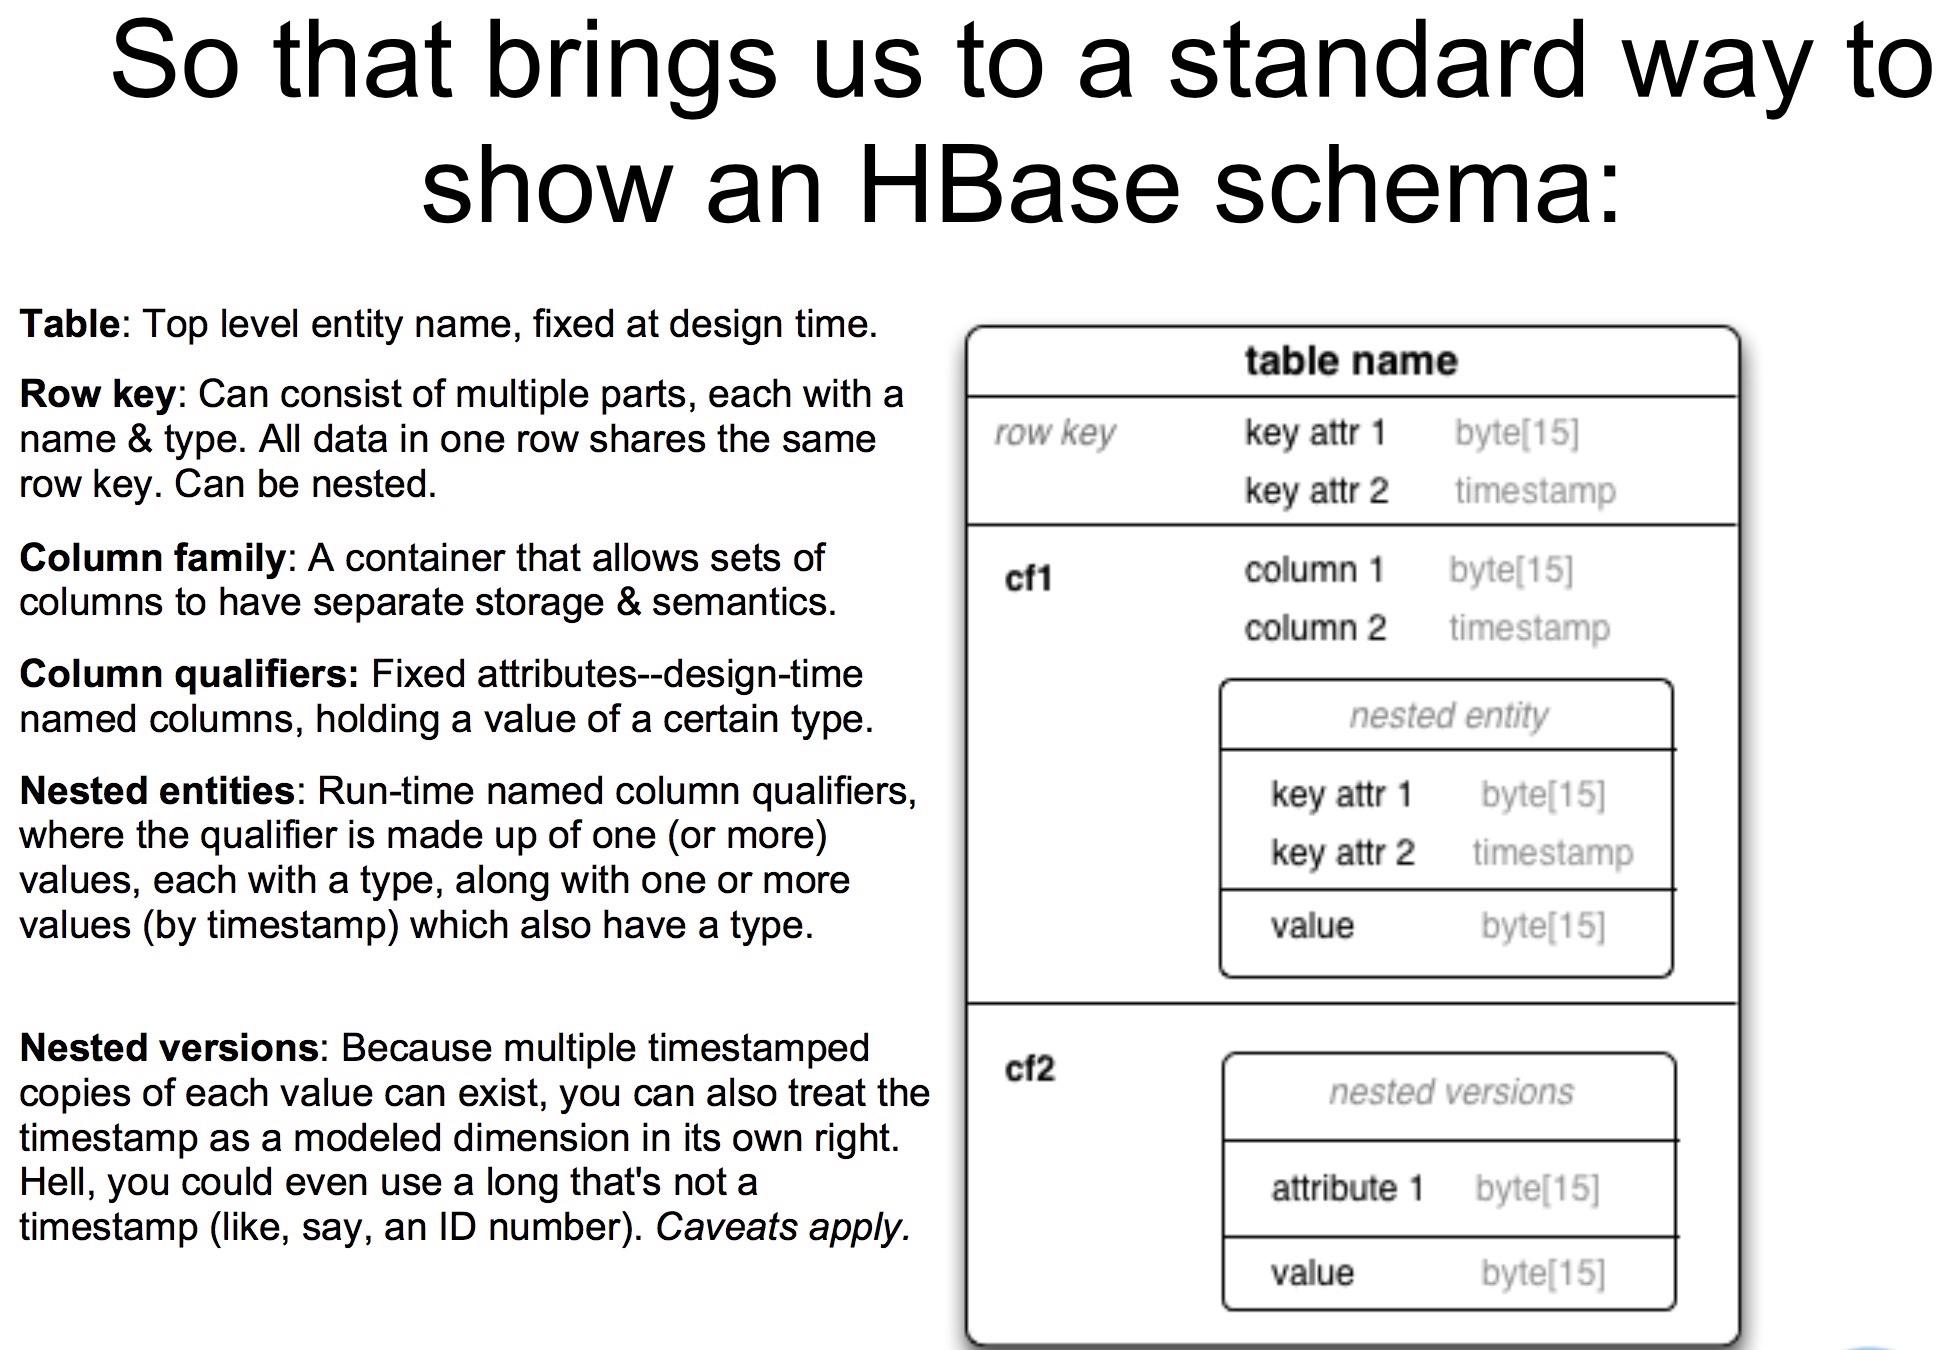 So that brings us to a standard way to
show an HBase schema:
Table: Top level entity name, fixed at design time.
Row key: Can consist of multiple parts, each with a
name & type. All data in one row shares the same
row key. Can be nested.
Column family: A container that allows sets of
columns to have separate storage & semantics.
Column qualifiers: Fixed attributes--design-time
named columns, holding a value of a certain type.
Nested entities: Run-time named column qualifiers,
where the qualifier is made up of one (or more)
values, each with a type, along with one or more
values (by timestamp) which also have a type.
Nested versions: Because multiple timestamped
copies of each value can exist, you can also treat the
timestamp as a modeled dimension in its own right.
Hell, you could even use a long that's not a
timestamp (like, say, an ID number). Caveats apply.
table name
row key key attr 1 byte[15]
key attr 2 timestamp
cf1 column 1 byte[15]
column 2 timestamp
nested entity
key attr 1 byte[15]
key attr 2 timestamp
value byte[15]
cf2
nested versions
attribute 1 byte[15]
value byte[15]